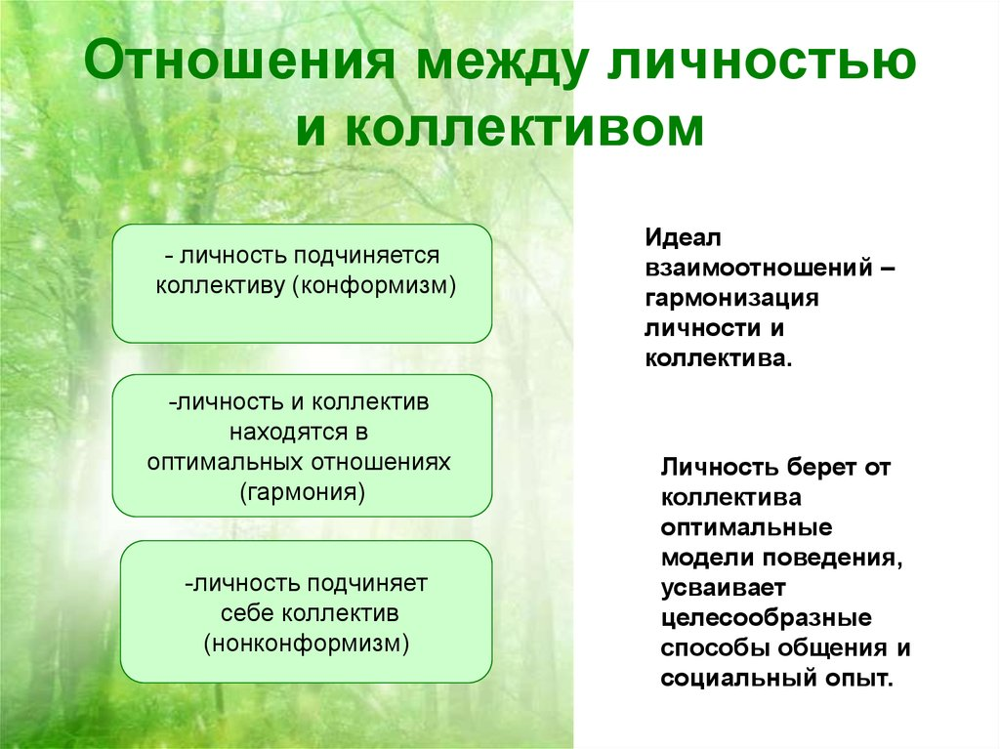 Отношения между личностью
и коллективом
- личность подчиняется
коллективу (конформизм)
-личность и коллектив
находятся в
оптимальных отношениях
(гармония)
-личность подчиняет
себе коллектив
(нонконформизм)
Идеал
взаимоотношений –
гармонизация
личности и
коллектива.
Личность берет от
коллектива
оптимальные
модели поведения,
усваивает
целесообразные
способы общения и
социальный опыт.